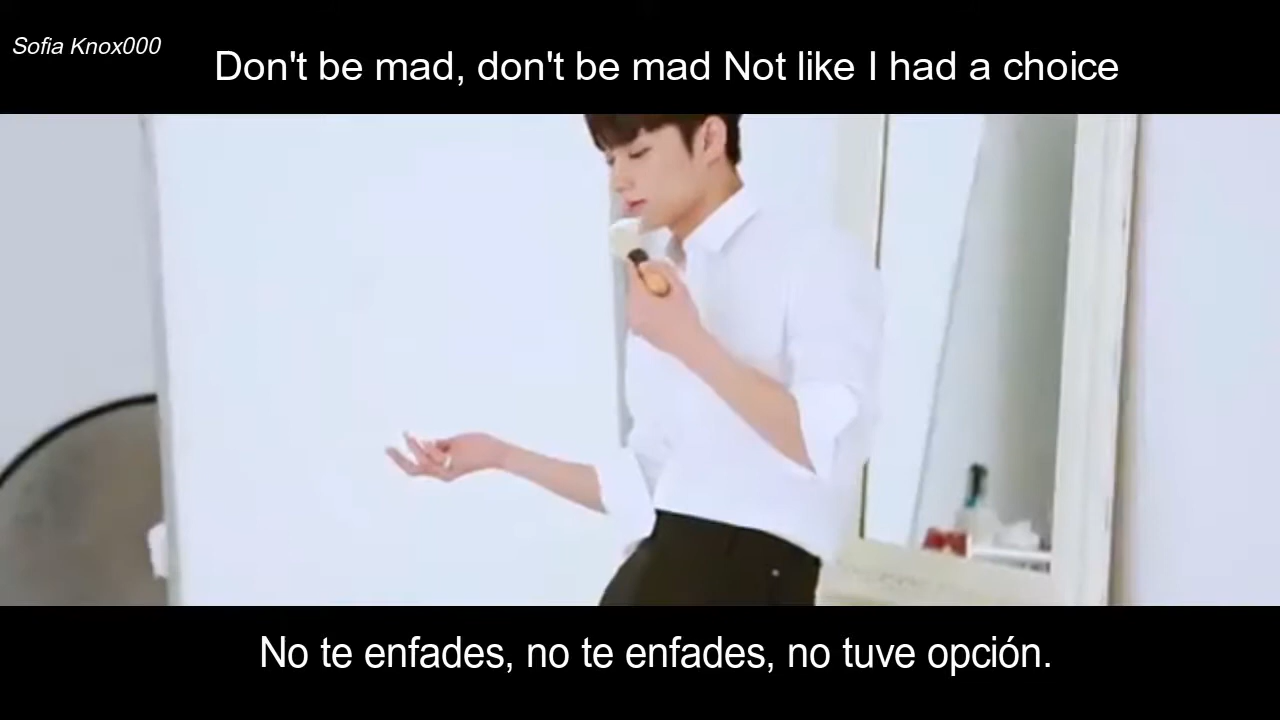 Sofia Knox000
Don't be mad, don't be mad Not like I had a choice
No te enfades, no te enfades, no tuve opción.